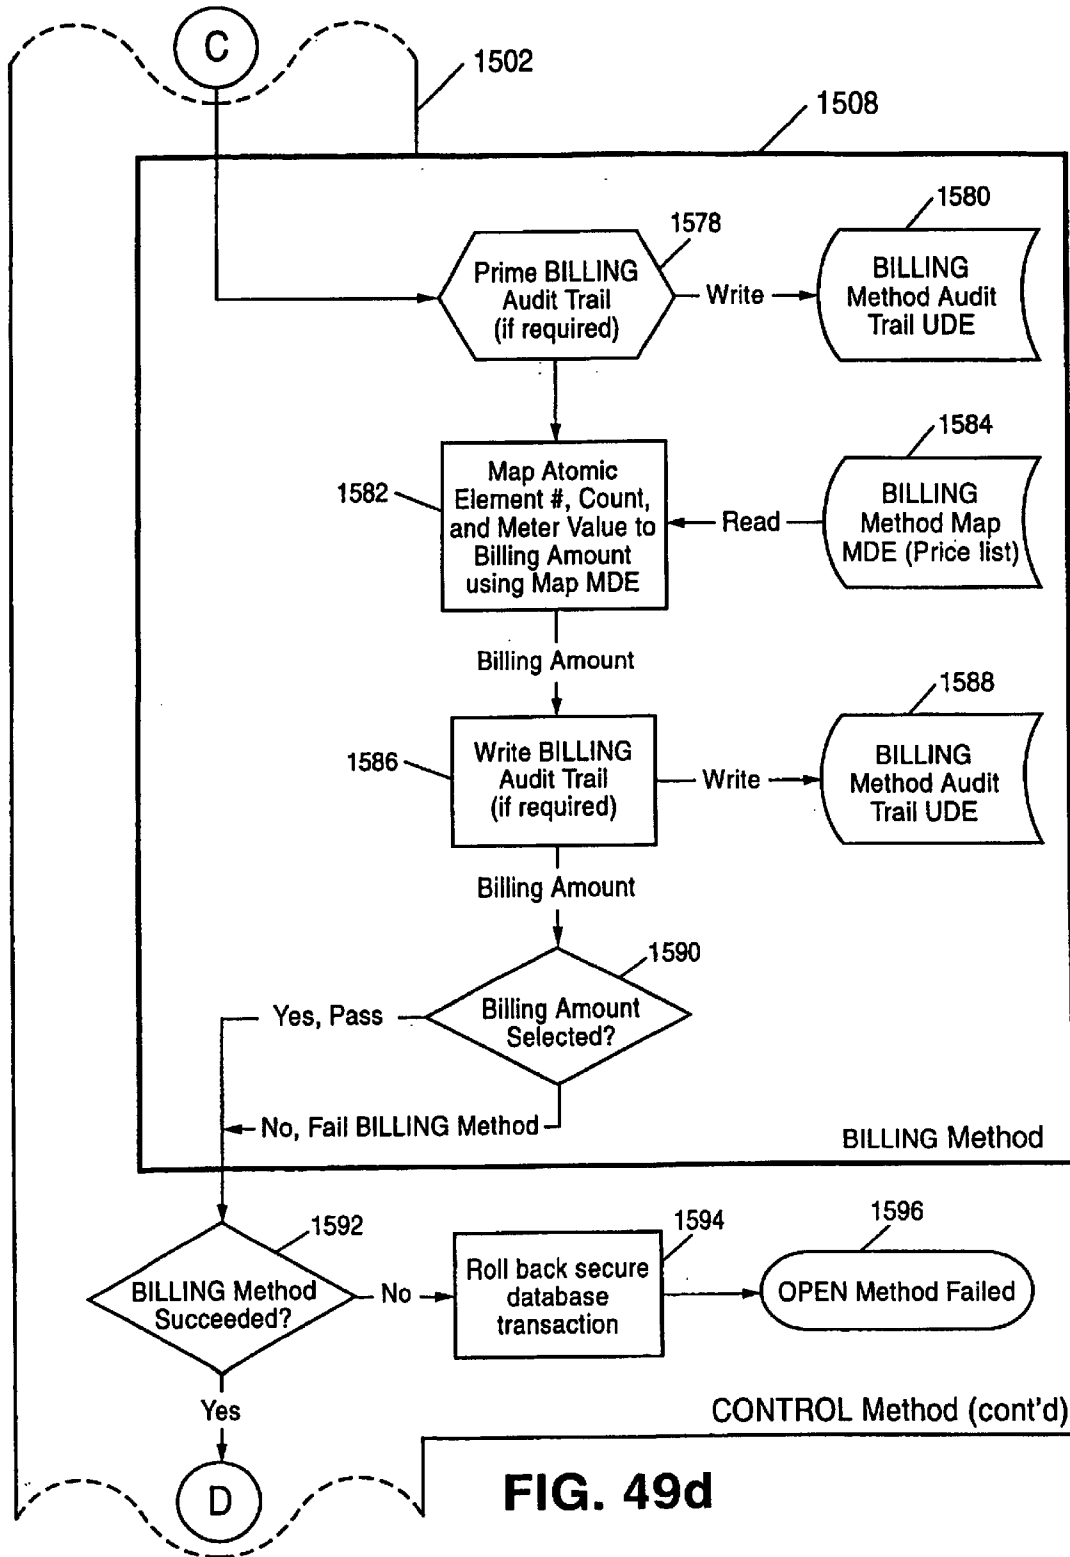 C
1502
1508
1580
1578
Prime BILLING
Audit Trail
(if required)
Write
BILLING
Method Audit
Trail UDE
1584
1582
Map Atomic
Element #, Count,
and Meter Value to
Billing Amount
using Map MDE
Read
BILLING
Method Map
MDE (Price list)
Billing Amount
1588
1586
Write BILLING
Audit Trail
(if required)
Write
BILLING
Method Audit
Trail UDE
Billing Amount
1590
Yes, Pass
Billing Amount
Selected?
No, Fail BILLING Method
BILLING Method
1592
1594
1596
BILLING Method
Succeeded?
No
Roll back secure
database
transaction
OPEN Method Failed
Yes
CONTROL Method (cont'd)
D
FIG. 49d